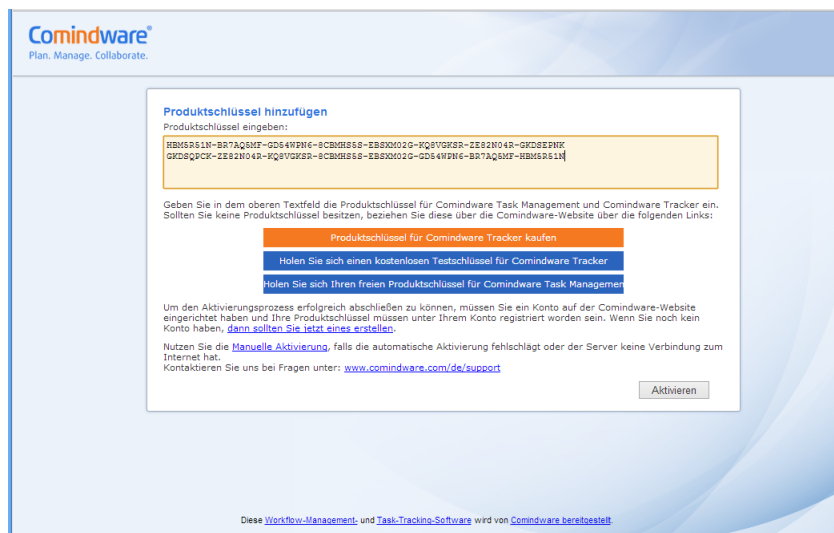 Comindware®
Plan. Manage. Collaborate.
Produktschlüssel hinzufügen
Produktschlüssel eingeben:
HBM5R51N-BR7AQ5MF-GD54WPN6-8CBMHS5S-EBSXM02G-KQ8VGKSR-ZE82N04R-GKDSEPNK
GKDSQPCK-ZE82N04R-KQ8VGKSR-8CBMHS5S-EBSXM02G-GD54WPN6-BR7AQ5MF-HBM5R51N
Geben Sie in dem oberen Textfeld die Produktschlüssel für Comindware Task Management und Comindware Tracker ein.
Sollten Sie keine Produktschlüssel besitzen, beziehen Sie diese über die Comindware-Website über die folgenden Links:
Produktschlüssel für Comindware Tracker kaufen
Holen Sie sich einen kostenlosen Testschlüssel für Comindware Tracker
Holen Sie sich Ihren freien Produktschlüssel für Comindware Task Managemen
Um den Aktivierungsprozess erfolgreich abschließen zu können, müssen Sie ein Konto auf der Comindware-Website
eingerichtet haben und Ihre Produktschlüssel müssen unter Ihrem Konto registriert worden sein. Wenn Sie noch kein
Konto haben, dann sollten Sie jetzt eines erstellen.
Nutzen Sie die Manuelle Aktivierung, falls die automatische Aktivierung fehlschlägt oder der Server keine Verbindung zum
Internet hat.
Kontaktieren Sie uns bei Fragen unter: www.comindware.com/de/support
Aktivieren
Diese Workflow-Management- und Task-Tracking-Software wird von Comindware bereitgestellt.